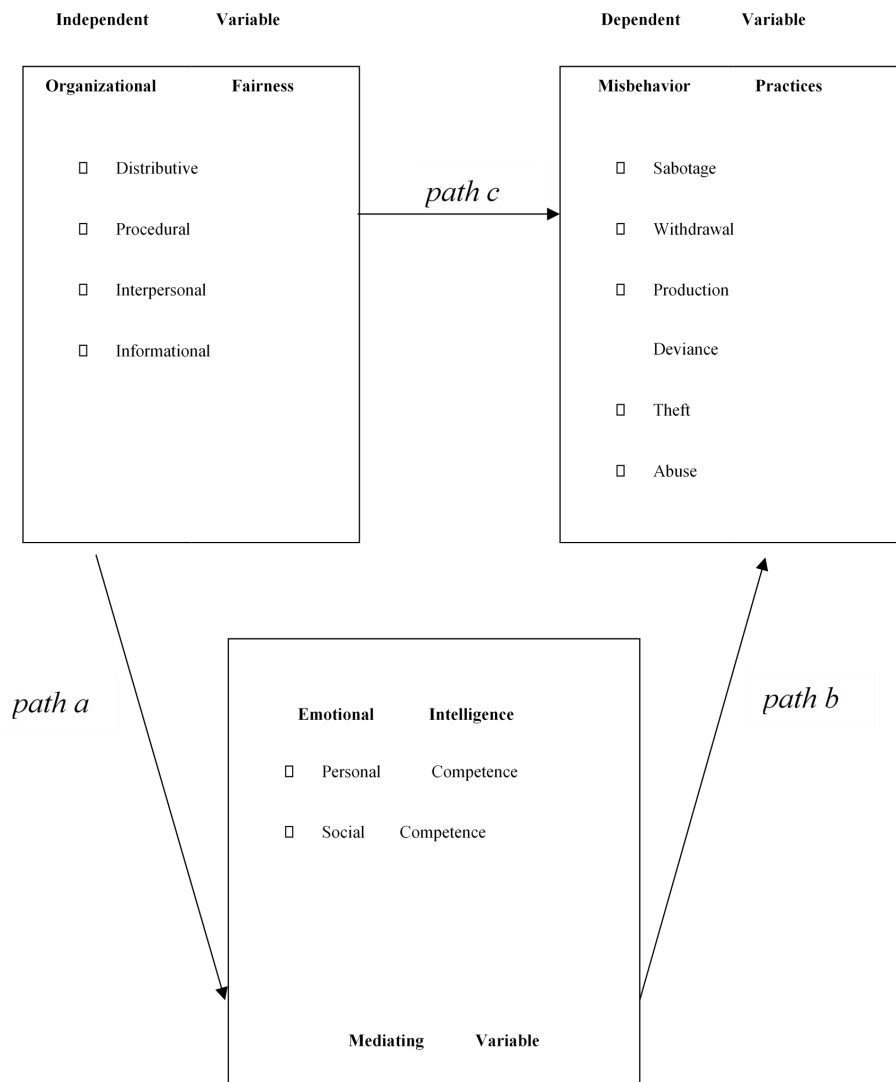 Independent Variable
Organizational Fairness
Distributive
Procedural
Interpersonal
Informational
path c
Dependent Variable
Misbehavior Practices
Sabotage
Withdrawal
Production
Deviance
Theft
Abuse
path a
Emotional Intelligence
Personal Competence
Social Competence
Mediating Variable
path b